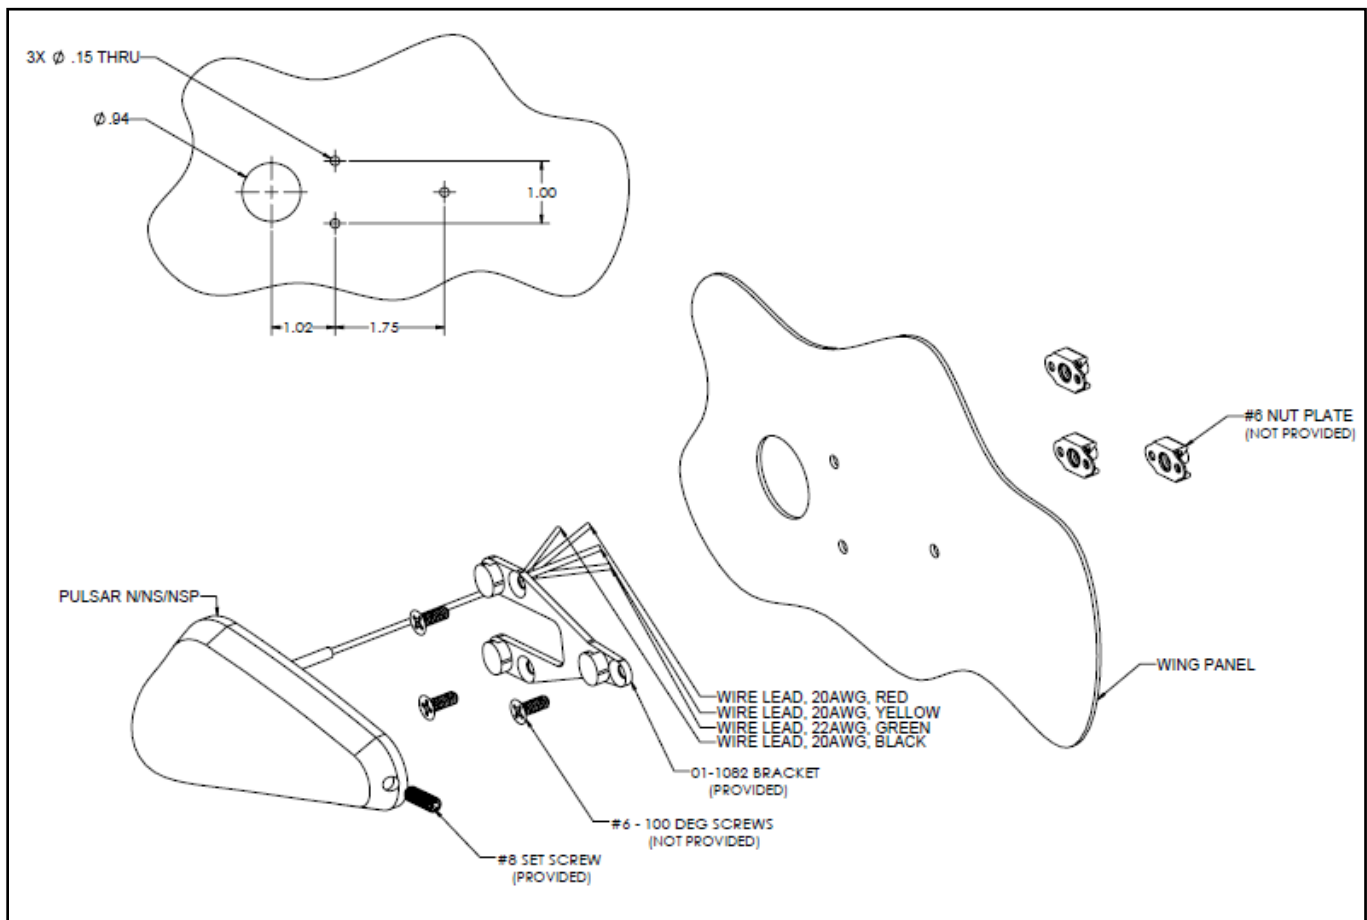 3X Ø .15 THRU
Ø .94
1.00
1.02
1.75
#6 NUT PLATE
(NOT PROVIDED)
PULSAR N/NS/NSP
WING PANEL
WIRE LEAD, 20AWG, RED
WIRE LEAD, 20AWG, YELLOW
WIRE LEAD, 22AWG, GREEN
WIRE LEAD, 20AWG, BLACK
01-1082 BRACKET
(PROVIDED)
#6 - 100 DEG SCREWS
(NOT PROVIDED)
#8 SET SCREW
(PROVIDED)